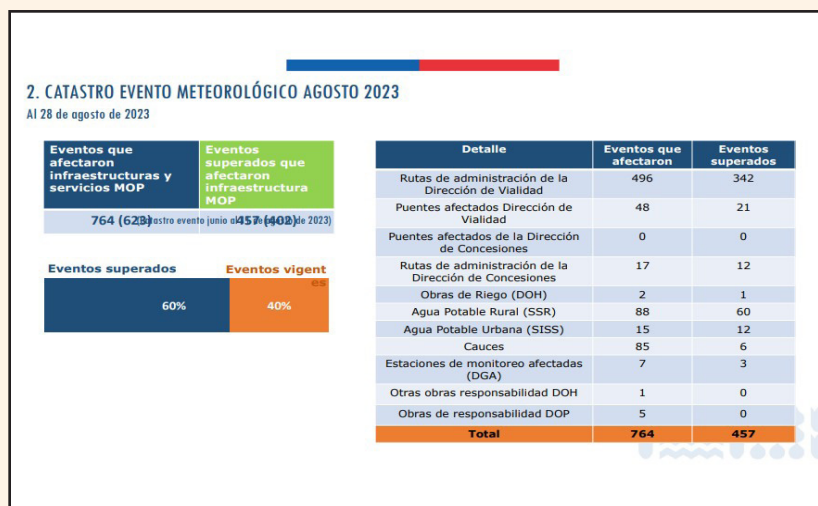 2. CATASTRO EVENTO METEOROLÓGICO AGOSTO 2023
Al 28 de agosto de 2023
Eventos que
afectaron
infraestructuras y
servicios MOP
Eventos
superados que
afectaron
infraestructura
MOP
764 (623)
457 (402)
evento junio
de 2023)
Eventos superados
Eventos vigent
es
60%
40%
Detalle
Eventos que
afectaron
Eventos
superados
Rutas de administración de la
Dirección de Vialidad
496
342
Puentes afectados Dirección de
Vialidad
48
21
Puentes afectados de la Dirección
de Concesiones
0
0
Rutas de administración de la
Dirección de Concesiones
17
12
Obras de Riego (DOH)
2
1
Agua Potable Rural (SSR)
88
60
Agua Potable Urbana (SISS)
15
12
Cauces
85
6
Estaciones de monitoreo afectadas
(DGA)
7
3
Otras obras responsabilidad DOH
1
0
Obras de responsabilidad DOP
5
0
Total
764
457